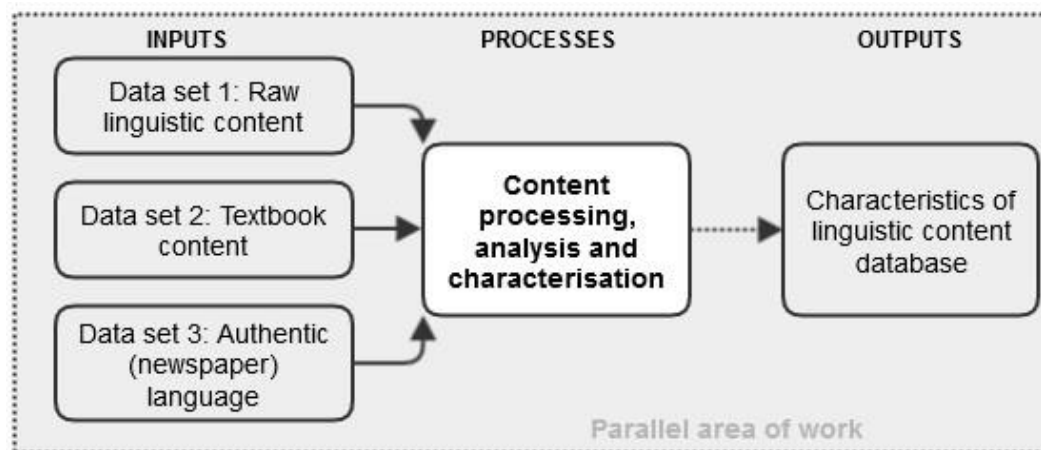 INPUTS
PROCESSES
OUTPUTS
Data set 1: Raw
linguistic content
Data set 2: Textbook
content
Data set 3: Authentic
(newspaper)
language
Content
processing,
analysis and
characterisation
Characteristics of
linguistic content
database
Parallel area of work